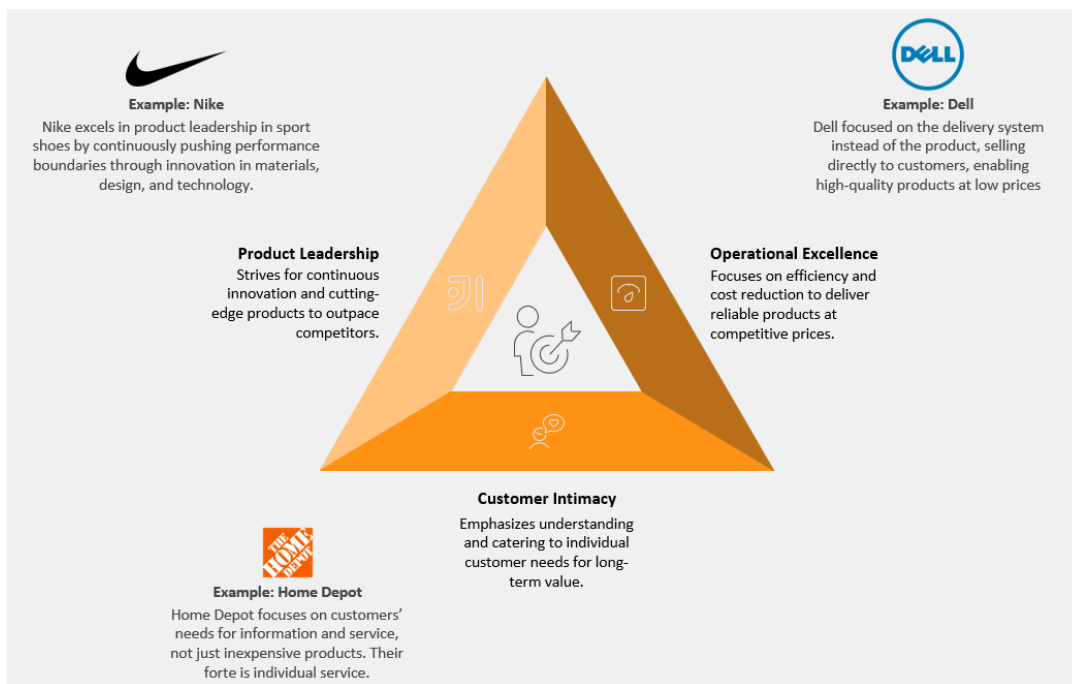 Example: Nike
Nike excels in product leadership in sport
shoes by continuously pushing performance
boundaries through innovation in materials,
design, and technology.
DELL
Example: Dell
Dell focused on the delivery system
instead of the product, selling
directly to customers, enabling
high-quality products at low prices
Product Leadership
Strives for continuous
innovation and cutting-
edge products to outpace
competitors.
Operational Excellence
Focuses on efficiency and
cost reduction to deliver
reliable products at
competitive prices.
Customer Intimacy
Emphasizes understanding
and catering to individual
customer needs for long-
term value.
THE
HOME
DEPOT
Example: Home Depot
Home Depot focuses on customers’
needs for information and service,
not just inexpensive products. Their
forte is individual service.